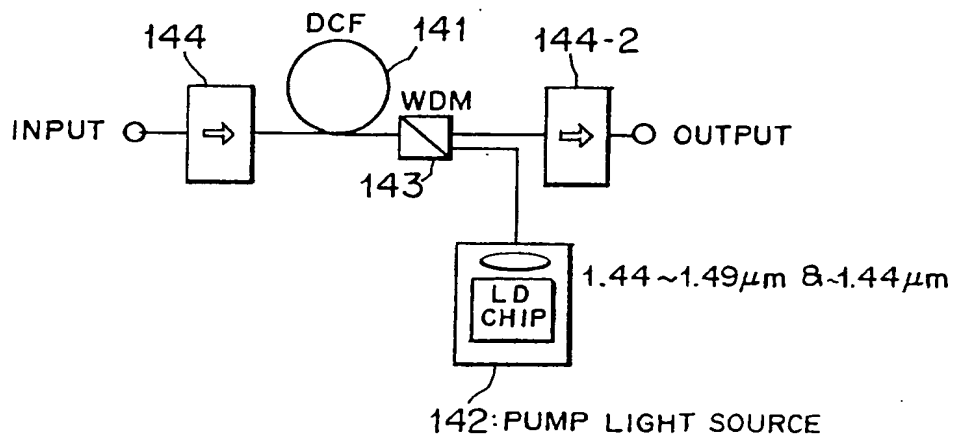 144
DCF
141
144-2
WDM
INPUT
OUTPUT
143
1.44~1.49μm &~1.44μm
LD
CHIP
142:PUMP LIGHT SOURCE